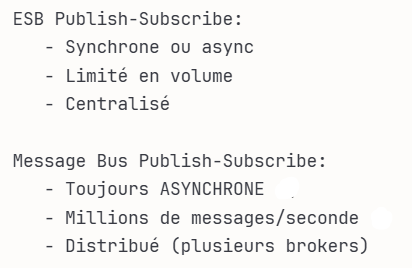 ESB Publish-Subscribe:
- Synchrone ou async
- Limité en volume
- Centralisé
Message Bus Publish-Subscribe:
- Toujours ASYNCHRONE
- Millions de messages/seconde
- Distribué (plusieurs brokers)